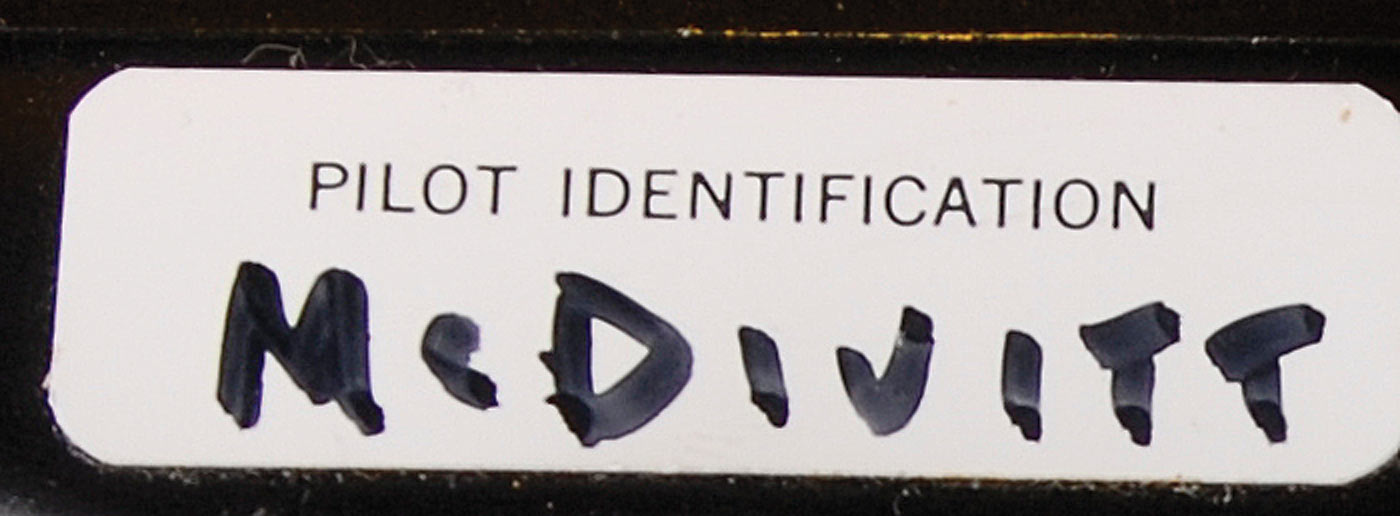 PILOT IDENTIFICATION
McDIVITT